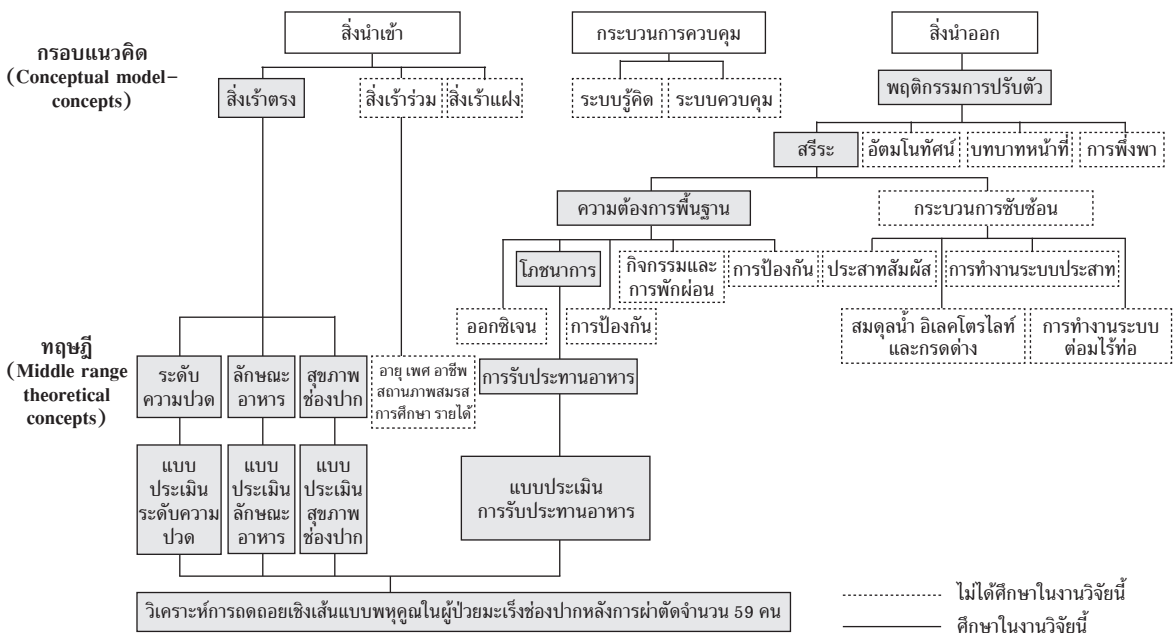 สิ่งนำเข้า
กระบวนการควบคุม
สิ่งนำออก
กรอบแนวคิด
(Conceptual model–
concepts)
สิ่งเร้าตรง
สิ่งเร้าร่วม
สิ่งเร้าแฝง
ระบบรู้คิด
ระบบควบคุม
พฤติกรรมการปรับตัว
สรีระ
อัตมโนทัศน์
บทบาทหน้าที่
การพึ่งพา
ความต้องการพื้นฐาน
กระบวนการซับซ้อน
โภชนาการ
กิจกรรมและ
การพักผ่อน
การป้องกัน
ประสาทสัมผัส
การทำงานระบบประสาท
ออกซิเจน
การป้องกัน
สมดุลน้ำ อิเลคโตรไลท์
และกรดด่าง
การทำงานระบบ
ต่อมไร้ท่อ
ทฤษฎี
(Middle range
theoretical
concepts)
ระดับ
ความปวด
ลักษณะ
อาหาร
สุขภาพ
ช่องปาก
อายุ เพศ อาชีพ
สถานภาพสมรส
การศึกษา รายได้
การรับประทานอาหาร
แบบ
ประเมิน
ระดับความ
ปวด
แบบ
ประเมิน
ลักษณะ
อาหาร
แบบ
ประเมิน
สุขภาพ
ช่องปาก
แบบประเมิน
การรับประทานอาหาร
วิเคราะห์การถดถอยเชิงเส้นแบบพหุคูณในผู้ป่วยมะเร็งช่องปากหลังการผ่าตัดจำนวน 59 คน
ไม่ได้ศึกษาในงานวิจัยนี้
ศึกษาในงานวิจัยนี้